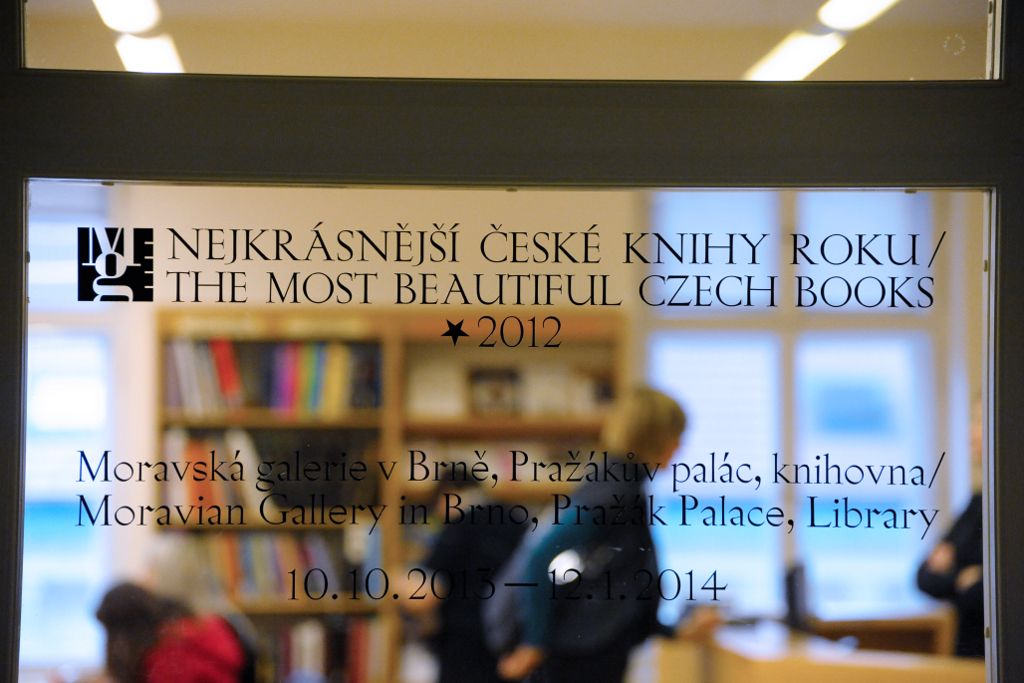 NEJKRÁSNĚJŠÍ ČESKÉ KNIHY ROKU/
THE MOST BEAUTIFUL CZECH BOOKS
★2012
Moravská galerie v Brně, Pražákův palác, knihovna/
Moravian Gallery in Brno, Pražák Palace, Library
10.10.2013—12.1.2014